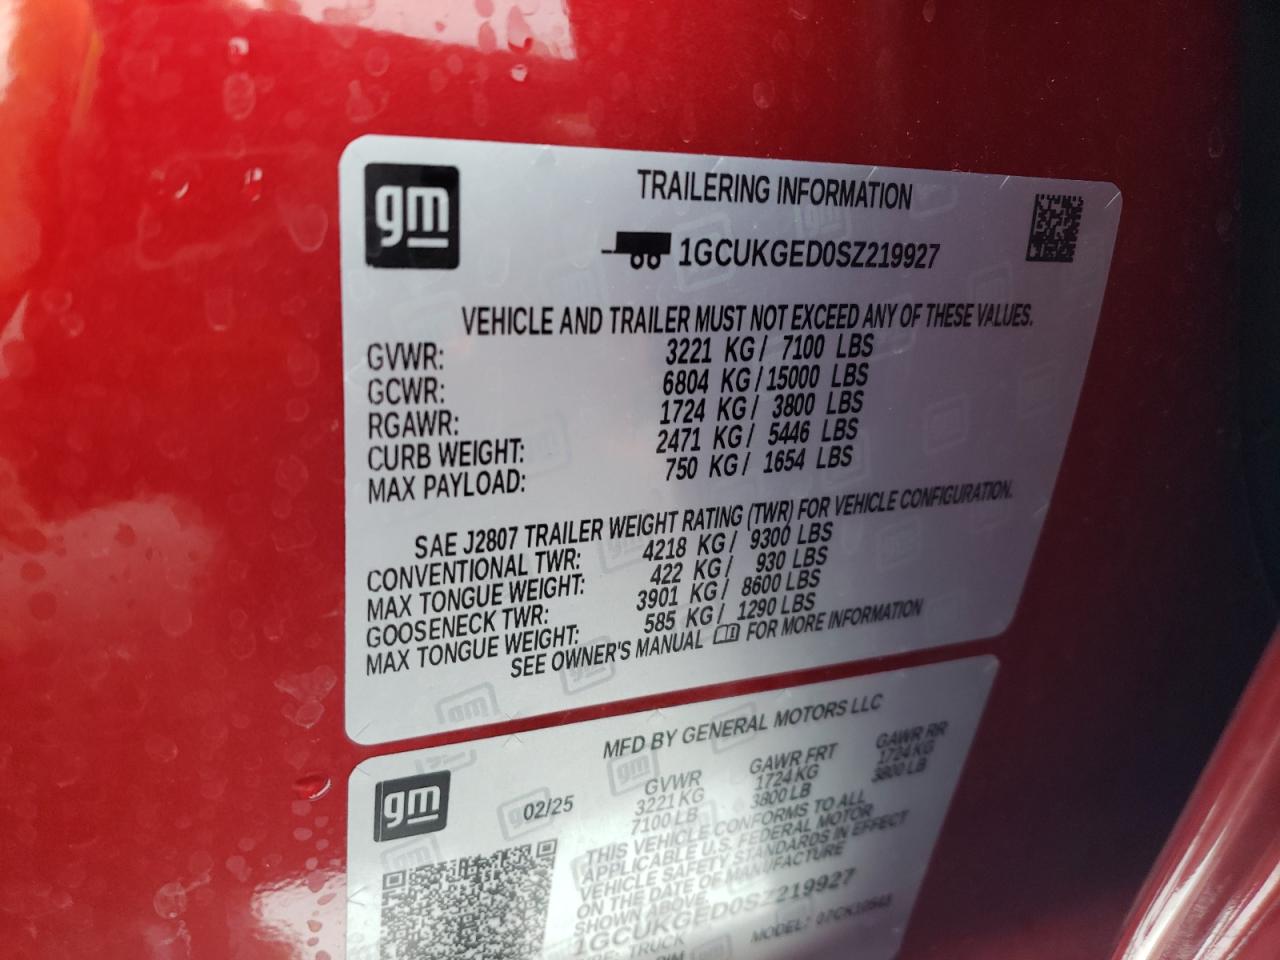 gm
TRAILERING INFORMATION
1GCUKGED0SZ219927
VEHICLE AND TRAILER MUST NOT EXCEED ANY OF THESE VALUES.
GVWR: 3221 KG/ 7100 LBS
GCWR: 6804 KG/15000 LBS
RGAWR: 1724 KG/ 3800 LBS
CURB WEIGHT: 2471 KG/ 5446 LBS
MAX PAYLOAD: 750 KG/ 1654 LBS
SAE J2807 TRAILER WEIGHT RATING (TWR) FOR VEHICLE CONFIGURATION.
CONVENTIONAL TWR: 4218 KG/ 9300 LBS
MAX TONGUE WEIGHT: 422 KG/ 930 LBS
GOOSENECK TWR: 3901 KG/ 8600 LBS
MAX TONGUE WEIGHT: 585 KG/ 1290 LBS
SEE OWNER'S MANUAL FOR MORE INFORMATION
MFD BY GENERAL MOTORS LLC
gm
02/25
GVWR GAWR FRT GAWR RR
3221 KG 1724 KG 1724 KG
7100 LB 3800 LB 3800 LB
THIS VEHICLE CONFORMS TO ALL
APPLICABLE U.S. FEDERAL MOTOR
VEHICLE SAFETY STANDARDS IN EFFECT
ON THE DATE OF MANUFACTURE
SHOWN ABOVE.
1GCUKGED0SZ219927
TRUCK MODEL: